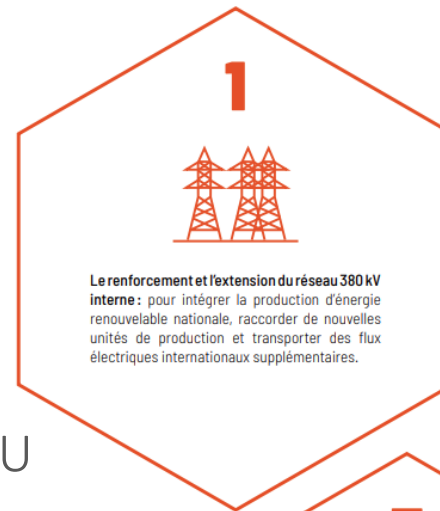 1
Le renforcement et l'extension du réseau 380 kV
interne : pour intégrer la production d'énergie
renouvelable nationale, raccorder de nouvelles
unités de production et transporter des flux
électriques internationaux supplémentaires.
U